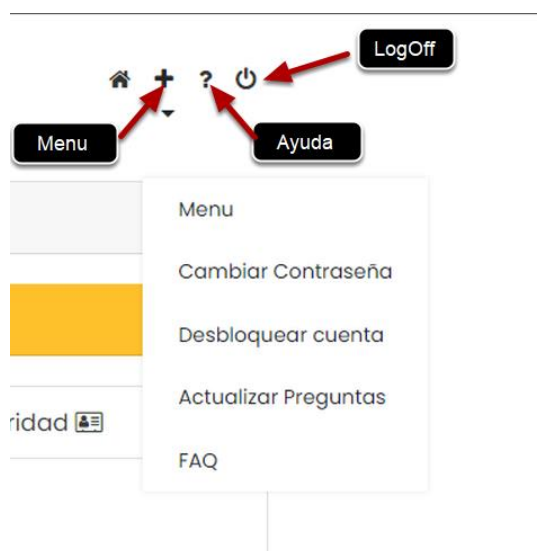 LogOff
?
Menu
Ayuda
Menu
Cambiar Contraseña
Desbloquear cuenta
Actualizar Preguntas
ridad
FAQ